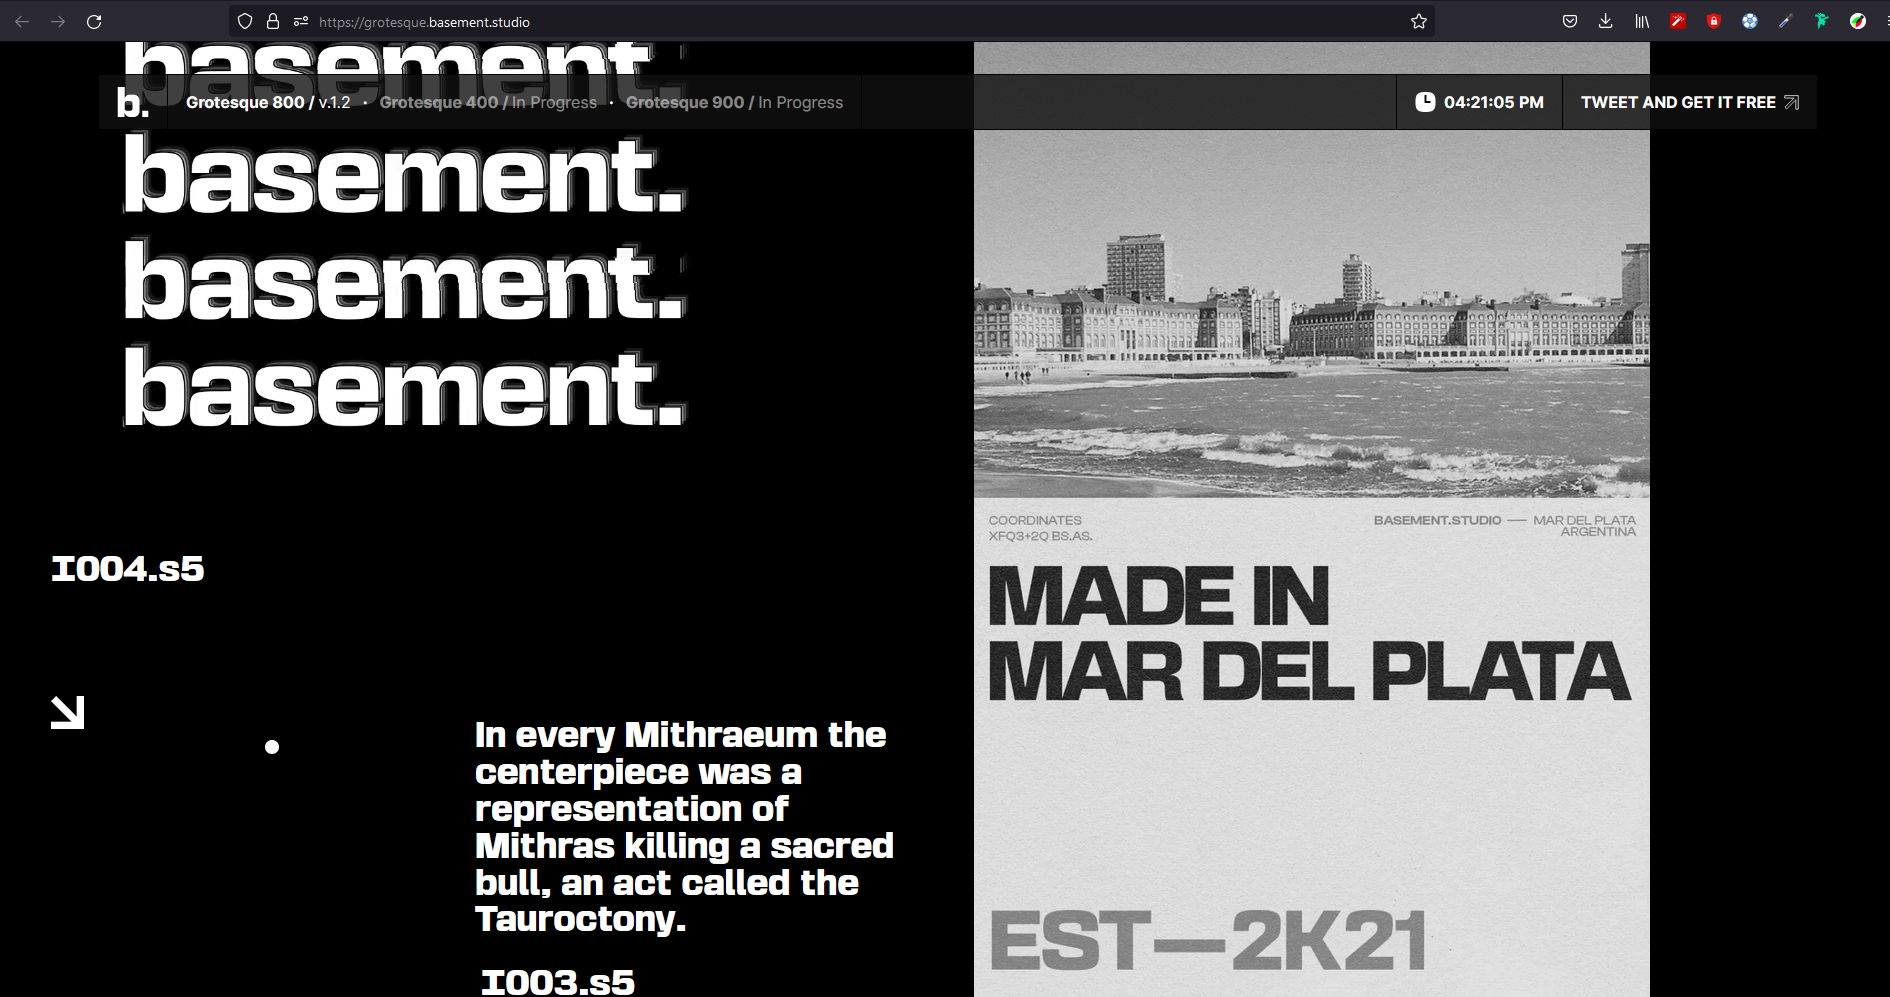 https://grotesque.basement.studio
basement.
b.
Grotesque 800 / v.1.2 • Grotesque 400 / In Progress • Grotesque 900 / In Progress
04:21:05 PM
TWEET AND GET IT FREE
basement.
basement.
basement.
I004.s5
In every Mithraeum the
centerpiece was a
representation of
Mithras killing a sacred
bull, an act called the
Tauroctony.
I003.s5
COORDINATES
XFQ3+2Q BS.AS.
BASEMENT.STUDIO — MAR DEL PLATA
ARGENTINA
MADE IN
MAR DEL PLATA
EST—2K21